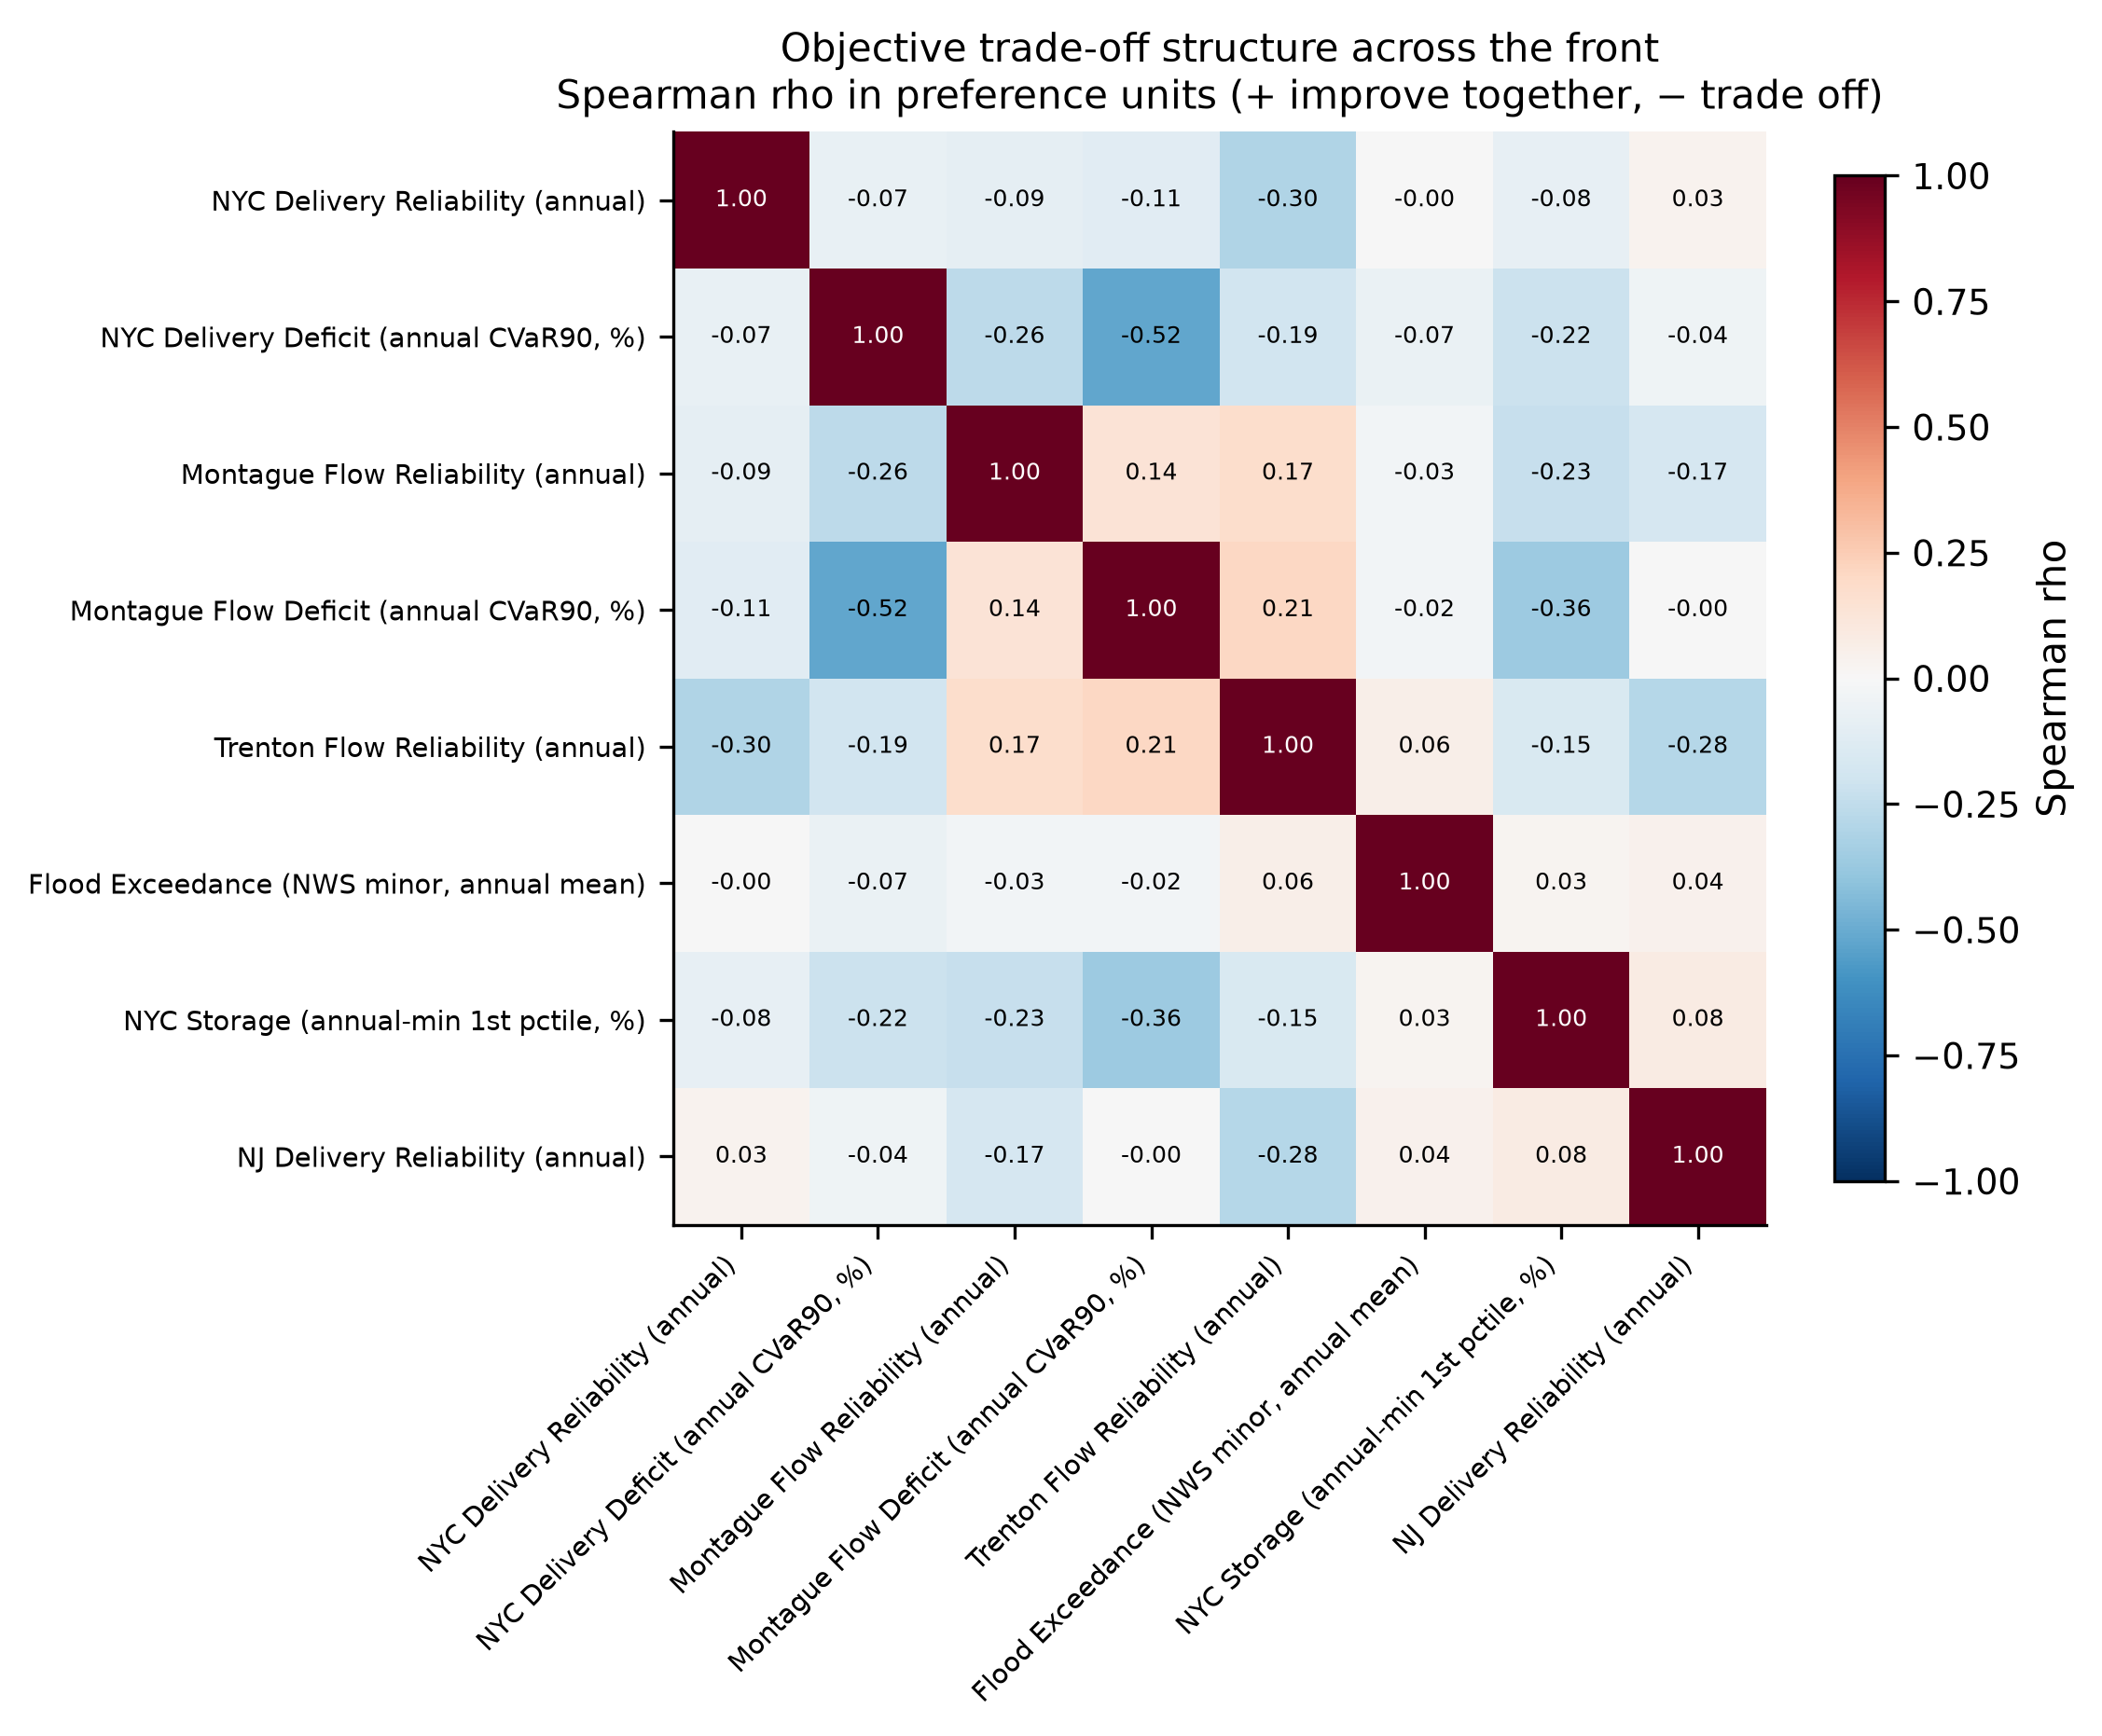 Objective trade-off structure across the front
Spearman rho in preference units (+ improve together, − trade off)
NYC Delivery Reliability (annual)
1.00 -0.07 -0.09 -0.11 -0.30 -0.00 -0.08 0.03
NYC Delivery Deficit (annual CVaR90, %)
-0.07 1.00 -0.26 -0.52 -0.19 -0.07 -0.22 -0.04
Montague Flow Reliability (annual)
-0.09 -0.26 1.00 0.14 0.17 -0.03 -0.23 -0.17
Montague Flow Deficit (annual CVaR90, %)
-0.11 -0.52 0.14 1.00 0.21 -0.02 -0.36 -0.00
Trenton Flow Reliability (annual)
-0.30 -0.19 0.17 0.21 1.00 0.06 -0.15 -0.28
Flood Exceedance (NWS minor, annual mean)
-0.00 -0.07 -0.03 -0.02 0.06 1.00 0.03 0.04
NYC Storage (annual-min 1st pctile, %)
-0.08 -0.22 -0.23 -0.36 -0.15 0.03 1.00 0.08
NJ Delivery Reliability (annual)
0.03 -0.04 -0.17 -0.00 -0.28 0.04 0.08 1.00
NYC Delivery Reliability (annual)
NYC Delivery Deficit (annual CVaR90, %)
Montague Flow Reliability (annual)
Montague Flow Deficit (annual CVaR90, %)
Trenton Flow Reliability (annual)
Flood Exceedance (NWS minor, annual mean)
NYC Storage (annual-min 1st pctile, %)
NJ Delivery Reliability (annual)
1.00
0.75
0.50
0.25
0.00
−0.25
−0.50
−0.75
−1.00
Spearman rho